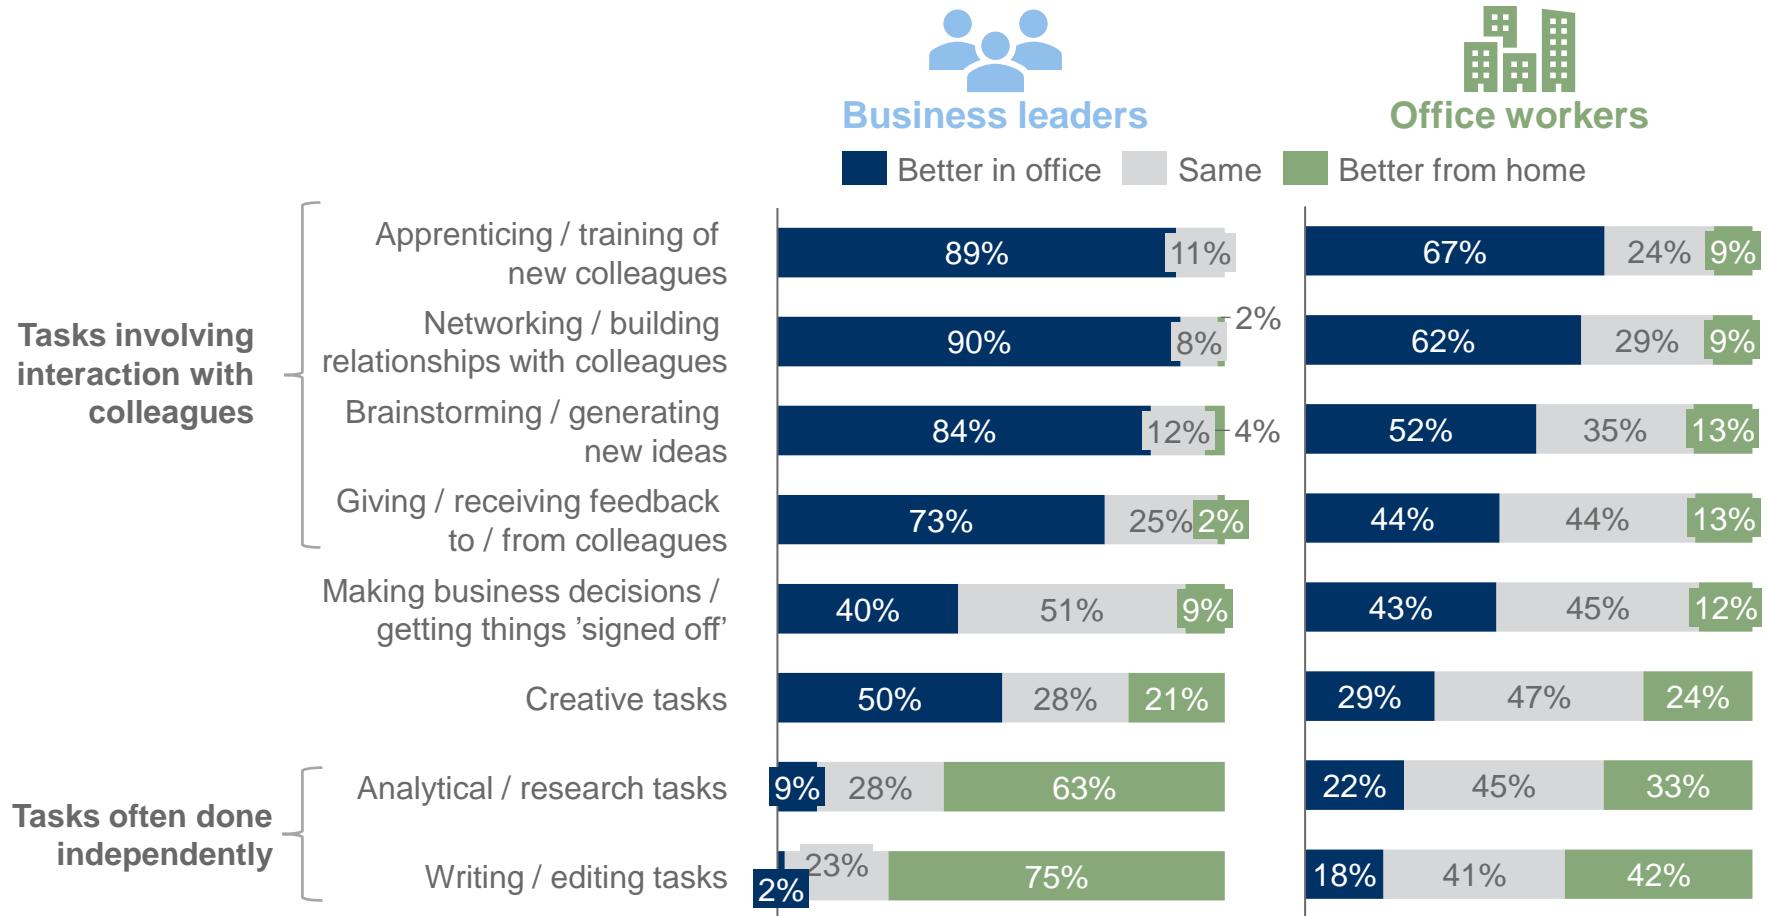 Business leaders
Office workers
Better in office
Same
Better from home
Tasks involving
interaction with
colleagues
Apprenticing / training of
new colleagues
89%
11%
67%
24%
9%
Networking / building
relationships with colleagues
90%
8%
2%
62%
29%
9%
Brainstorming / generating
new ideas
84%
12%
4%
52%
35%
13%
Giving / receiving feedback
to / from colleagues
73%
25%
2%
44%
44%
13%
Making business decisions /
getting things ’signed off’
40%
51%
9%
43%
45%
12%
Creative tasks
50%
28%
21%
29%
47%
24%
Tasks often done
independently
Analytical / research tasks
9%
28%
63%
22%
45%
33%
Writing / editing tasks
2%
23%
75%
18%
41%
42%